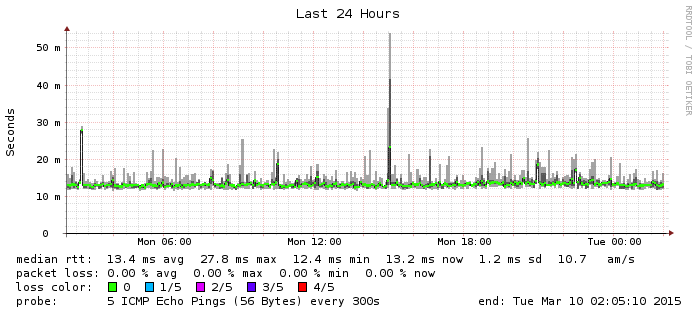 Last 24 Hours
RRDTOOL / TOBI OETIKER
Seconds
50 m
40 m
30 m
20 m
10 m
0
Mon 06:00 Mon 12:00 Mon 18:00 Tue 00:00
median rtt: 13.4 ms avg 27.8 ms max 12.4 ms min 13.2 ms now 1.2 ms sd 10.7 am/s
packet loss: 0.00 % avg 0.00 % max 0.00 % min 0.00 % now
loss color: 0 1/5 2/5 3/5 4/5
probe: 5 ICMP Echo Pings (56 Bytes) every 300s end: Tue Mar 10 02:05:10 2015